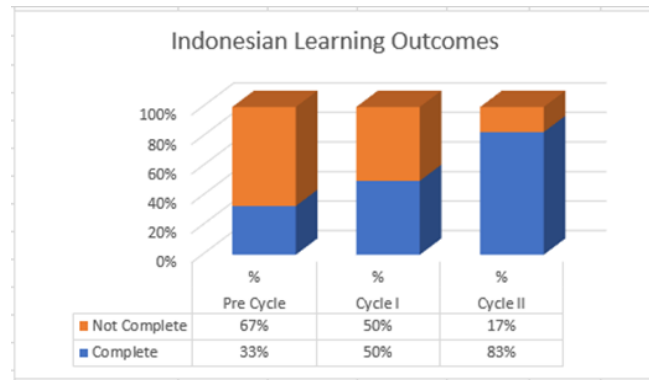 Indonesian Learning Outcomes
100%
80%
60%
40%
20%
0%
% % %
Pre Cycle Cycle I Cycle II
Not Complete 67% 50% 17%
Complete 33% 50% 83%